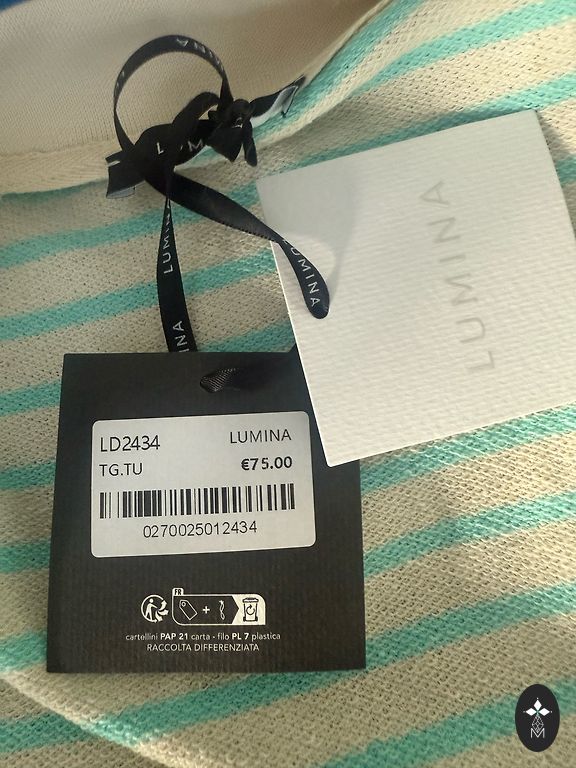 LUMINA
LUMINA
LUMINA
LUMINA
LD2434 LUMINA
TG.TU €75.00
0270025012434
FR
cartellini PAP 21 carta - filo PL 7 plastica
RACCOLTA DIFFERENZIATA
M